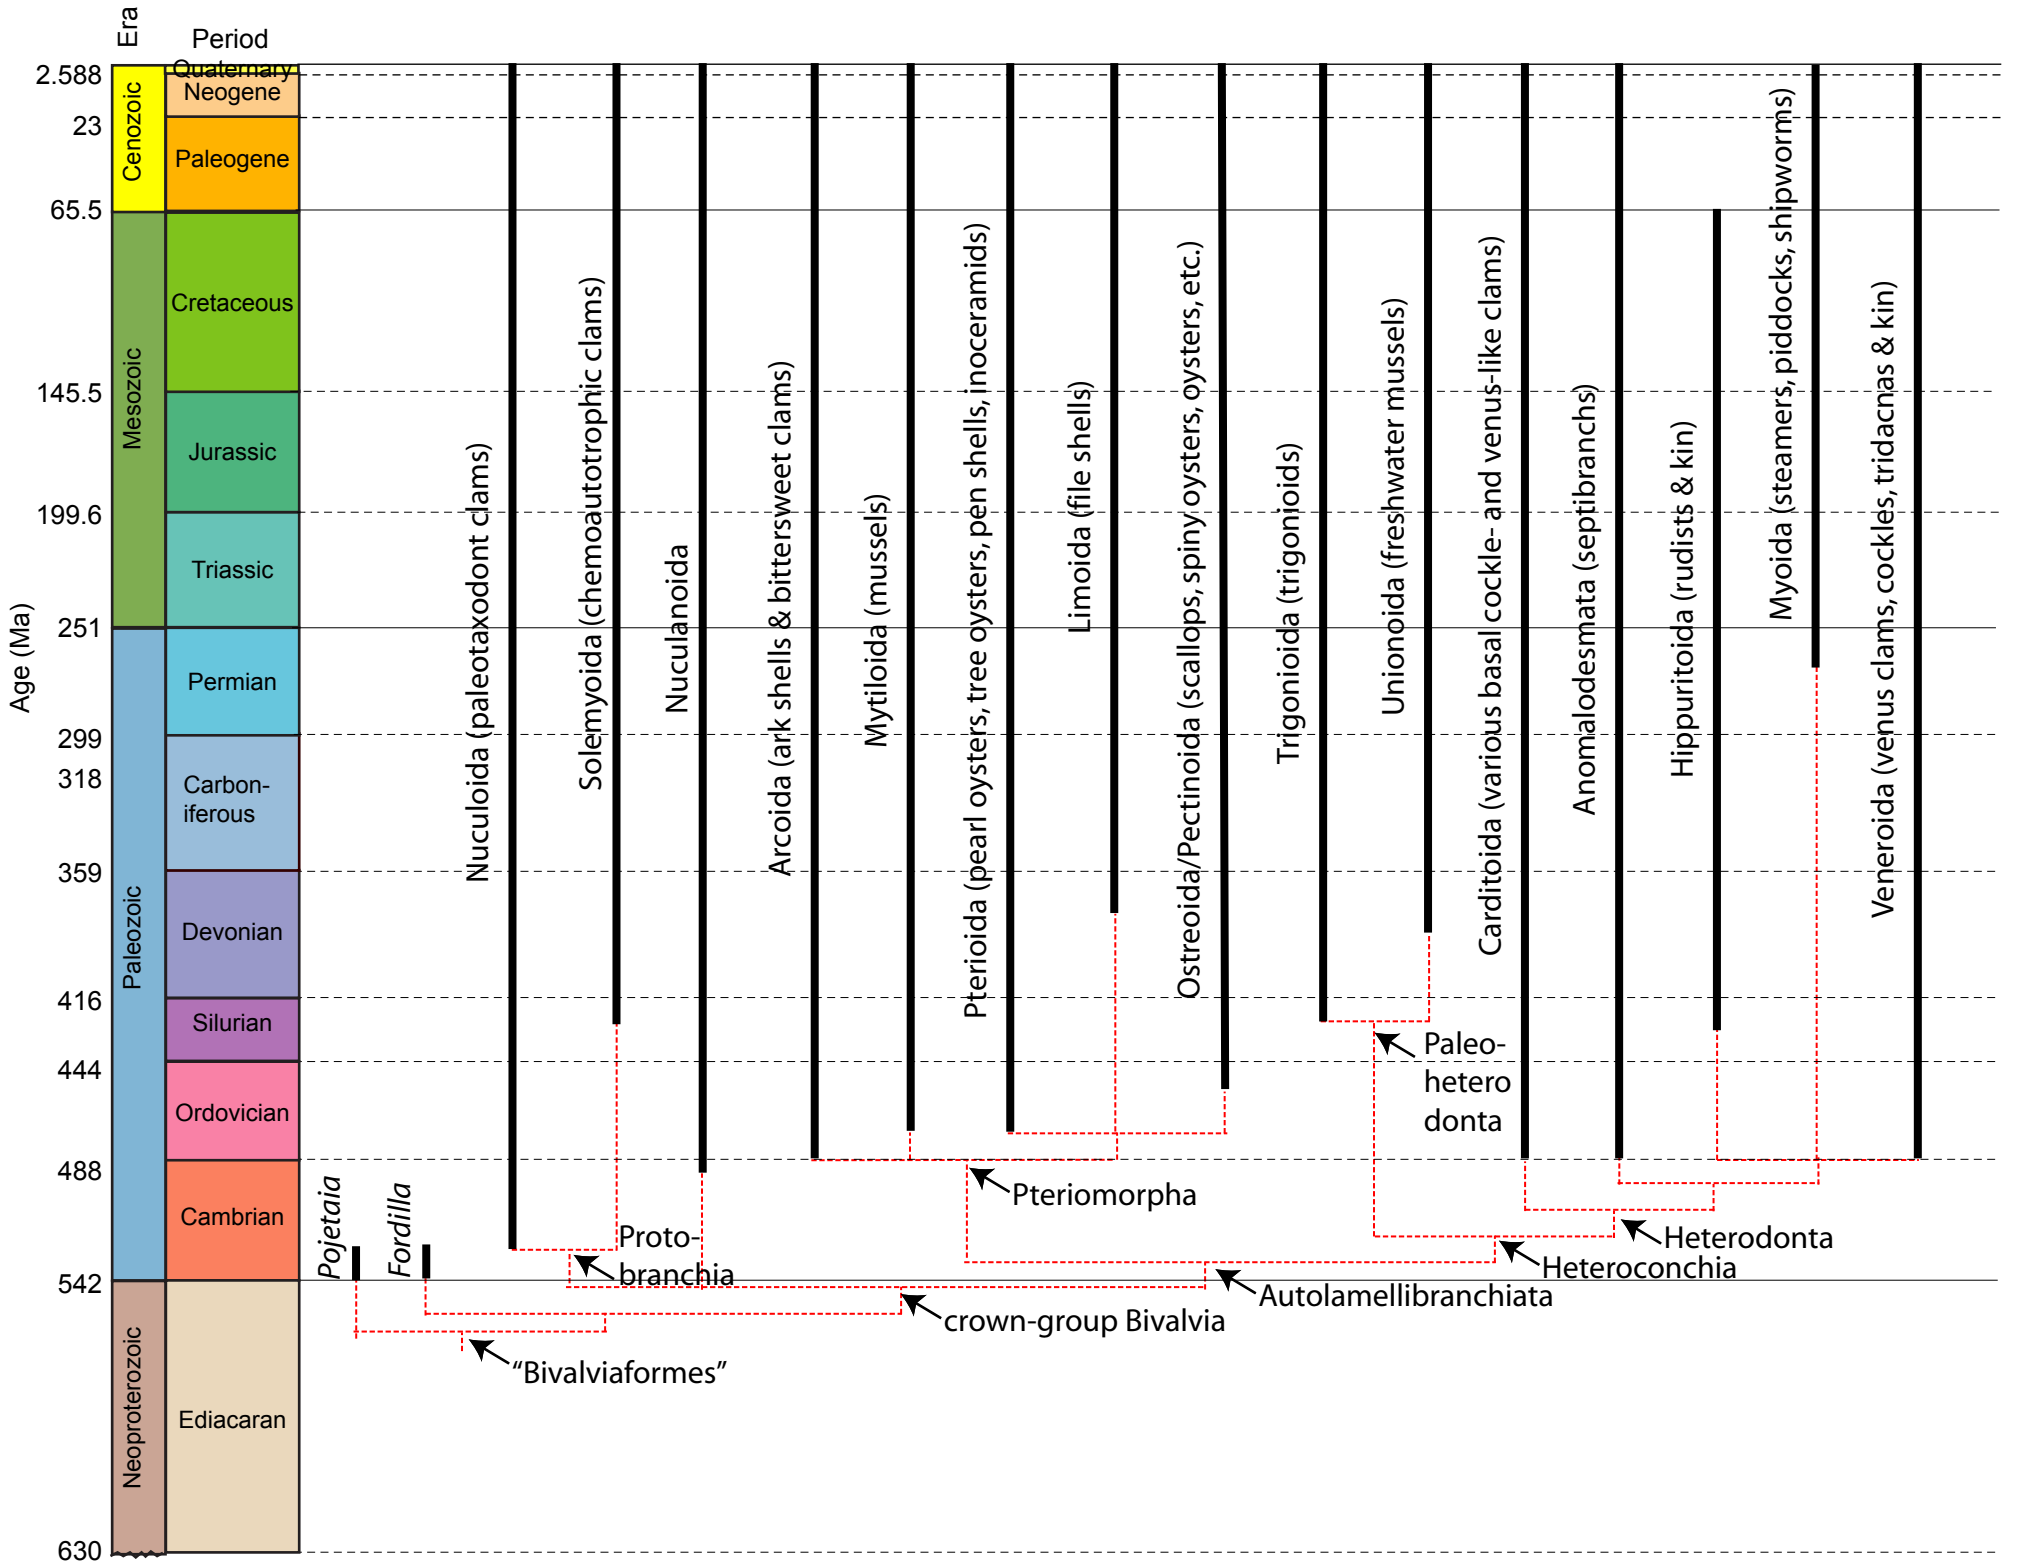 Era
Period
2.588
23
65.5
145.5
199.6
251
299
318
359
416
444
488
542
630
Age (Ma)
Cenozoic
Mesozoic
Paleozoic
Neoproterozoic
Quaternary
Neogene
Paleogene
Cretaceous
Jurassic
Triassic
Permian
Carbon-
iferous
Devonian
Silurian
Ordovician
Cambrian
Ediacaran
Pojetaia
Fordilla
Nuculoida (paleotaxodont clams)
Solemyoida (chemoautotrophic clams)
Nuculanoida
Arcoida (ark shells & bittersweet clams)
Mytiloida (mussels)
Pterioida (pearl oysters, tree oysters, pen shells, inoceramids)
Limoida (file shells)
Ostreoida/Pectinoida (scallops, spiny oysters, oysters, etc.)
Trigonioida (trigonioids)
Unionoida (freshwater mussels)
Carditoida (various basal cockle- and venus-like clams)
Anomalodesmata (septibranchs)
Hippuritoida (rudists & kin)
Myoida (steamers, piddocks, shipworms)
Veneroida (venus clams, cockles, tridacnas & kin)
Paleo-
hetero
donta
Pteriomorpha
Proto-
branchia
Heterodonta
Heteroconchia
Autolamellibranchiata
crown-group Bivalvia
“Bivalviaformes”